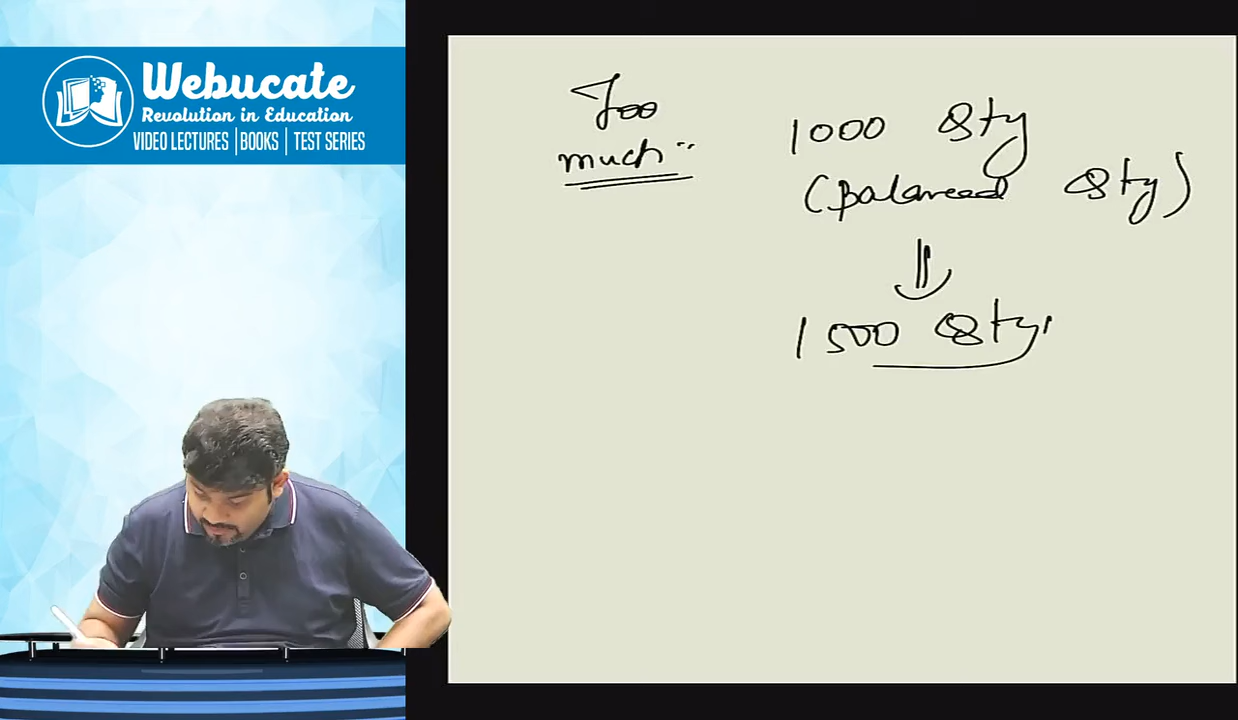 Webucate
Revolution in Education
VIDEO LECTURES | BOOKS | TEST SERIES
Too
much
1000 Qty
(Balanced Qty)
1500 Qty